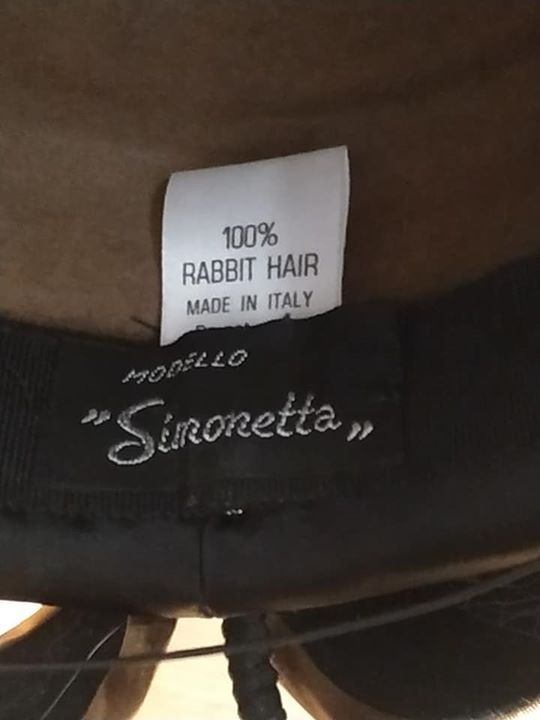 100%
RABBIT HAIR
MADE IN ITALY
MODELLO
"Simonetta„